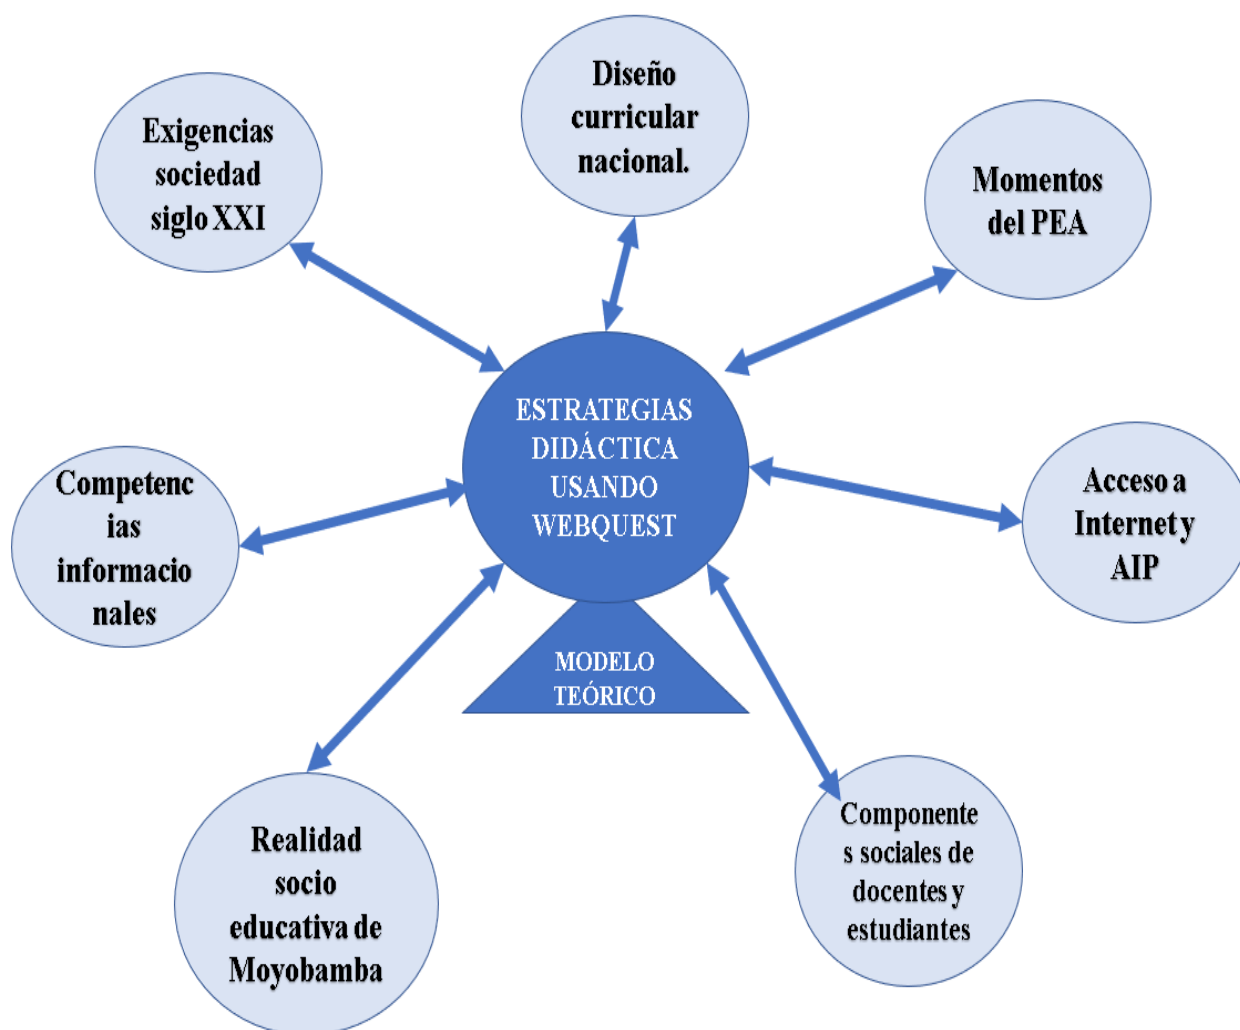 Diseño
curricular
nacional.
Exigencias
sociedad
siglo XXI
Momentos
del PEA
ESTRATEGIAS
DIDÁCTICA
USANDO
WEBQUEST
Competenc
ias
informacio
nales
Acceso a
Internet y
AIP
MODELO
TEÓRICO
Realidad
socio
educativa de
Moyobamba
Componente
s sociales de
docentes y
estudiantes